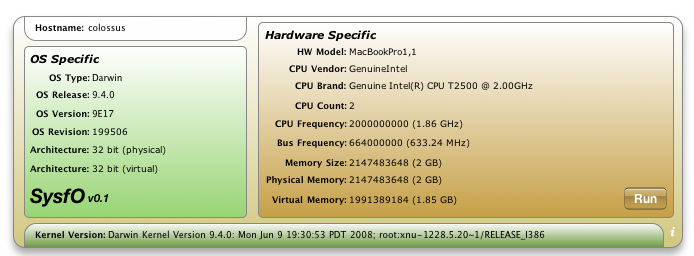 Hostname: colossus
OS Specific
OS Type: Darwin
OS Release: 9.4.0
OS Version: 9E17
OS Revision: 199506
Architecture: 32 bit (physical)
Architecture: 32 bit (virtual)
SysfO v0.1
Hardware Specific
HW Model: MacBookPro1,1
CPU Vendor: GenuineIntel
CPU Brand: Genuine Intel(R) CPU T2500 @ 2.00GHz
CPU Count: 2
CPU Frequency: 2000000000 (1.86 GHz)
Bus Frequency: 664000000 (633.24 MHz)
Memory Size: 2147483648 (2 GB)
Physical Memory: 2147483648 (2 GB)
Virtual Memory: 1991389184 (1.85 GB)
Run
Kernel Version: Darwin Kernel Version 9.4.0: Mon Jun 9 19:30:53 PDT 2008; root:xnu-1228.5.20~1/RELEASE_I386
i